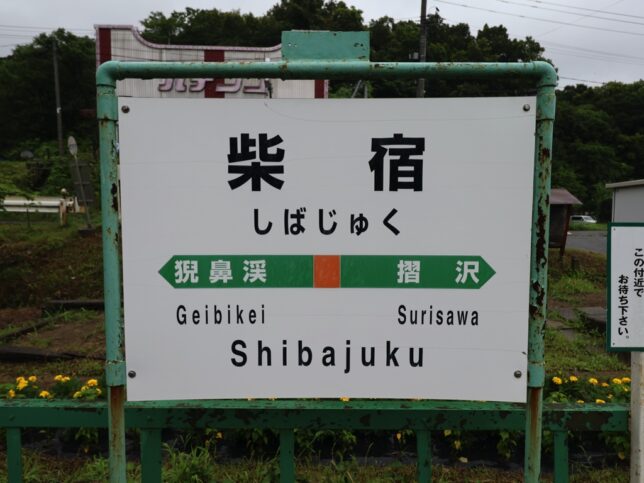 柴宿
しばじゅく
猊鼻渓 摺沢
Geibikei Surisawa
Shibajuku
この付近で
お待ち下さい。